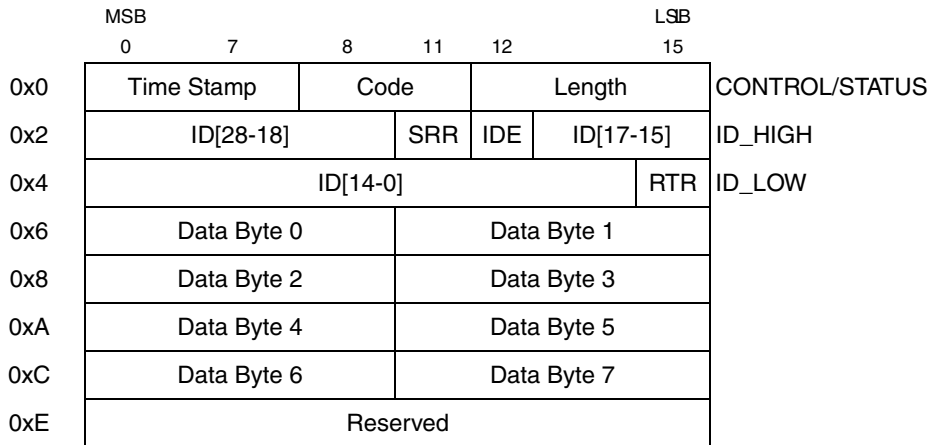 MSB LSB
0 7 8 11 12 15
0x0 Time Stamp Code Length CONTROL/STATUS
0x2 ID[28-18] SRR IDE ID[17-15] ID_HIGH
0x4 ID[14-0] RTR ID_LOW
0x6 Data Byte 0 Data Byte 1
0x8 Data Byte 2 Data Byte 3
0xA Data Byte 4 Data Byte 5
0xC Data Byte 6 Data Byte 7
0xE Reserved